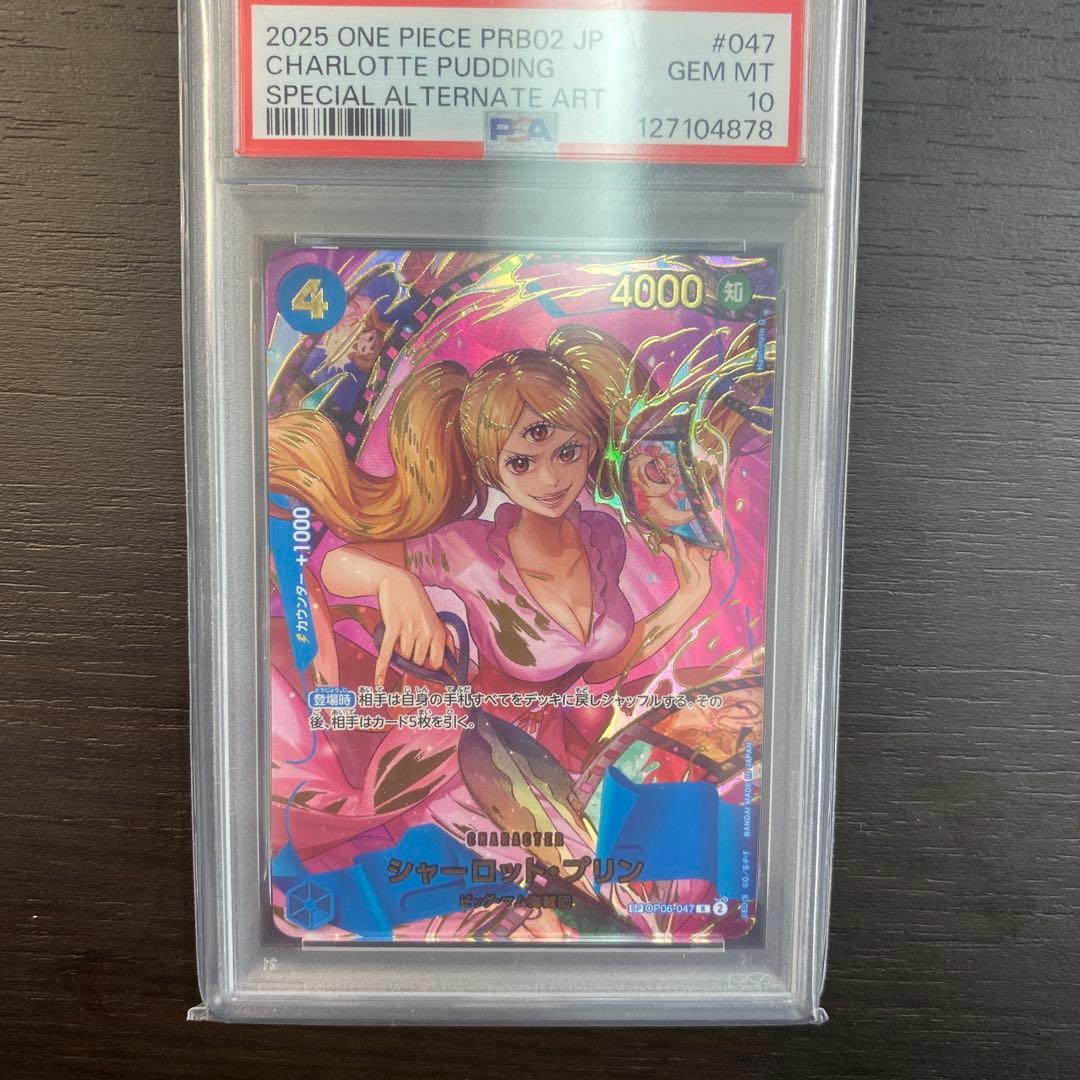 2025 ONE PIECE PRB02 JP #047
CHARLOTTE PUDDING GEM MT
SPECIAL ALTERNATE ART 10
PSA 127104878
4
4000 知
Hashimoto Q
カウンター +1000
登場時 相手は自身の手札すべてをデッキに戻しシャッフルする。その
後、相手はカード5枚を引く。
CHARACTER
シャーロット・プリン
ビッグ・マム海賊団
SP OP06-047 R 2
©O/S･F･T BANDAI MADE IN JAPAN
PSA